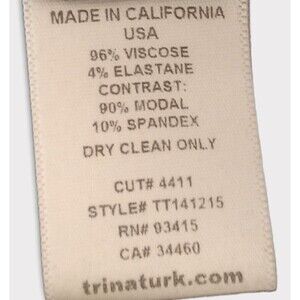 MADE IN CALIFORNIA
USA
96% VISCOSE
4% ELASTANE
CONTRAST:
90% MODAL
10% SPANDEX
DRY CLEAN ONLY
CUT# 4411
STYLE# TT141215
RN# 93415
CA# 34460
trinaturk.com